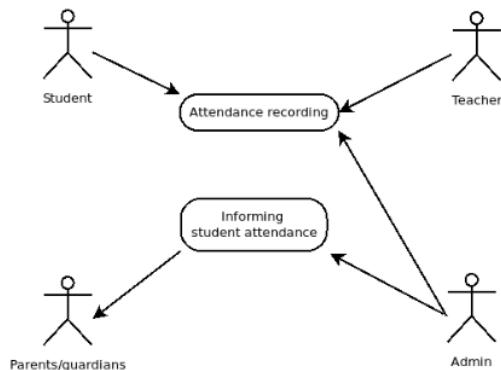 Student
Teacher
Attendance recording
Informing
student attendance
Parents/guardians
Admin